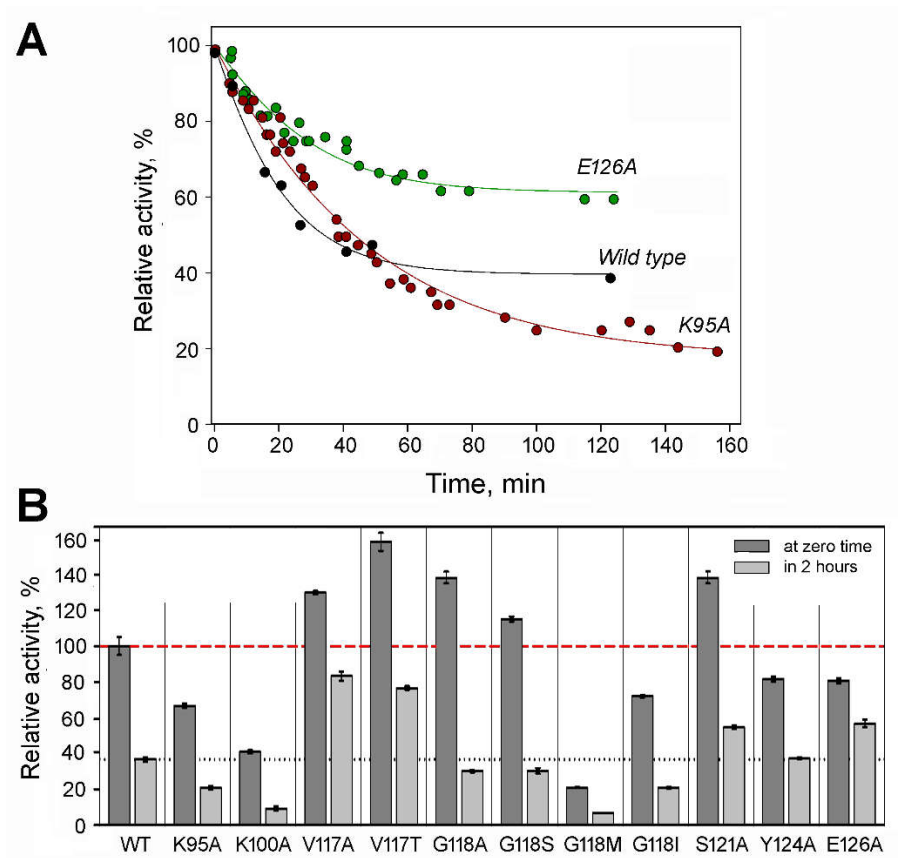 A
Relative activity, %
100
80
60
40
20
0
E126A
Wild type
K95A
0 20 40 60 80 100 120 140 160
Time, min
B
Relative activity, %
160
140
120
100
80
60
40
20
0
at zero time
in 2 hours
WT K95A K100A V117A V117T G118A G118S G118M G118I S121A Y124A E126A